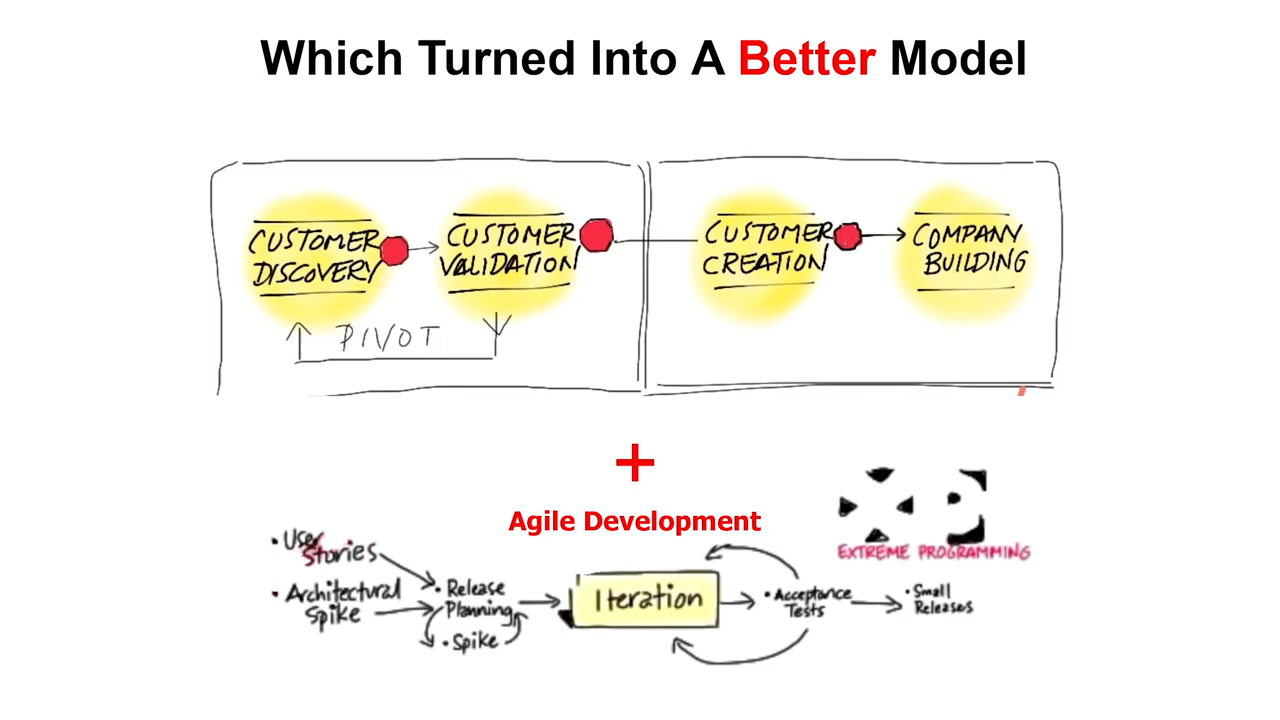 Which Turned Into A Better Model
CUSTOMER
DISCOVERY
CUSTOMER
VALIDATION
CUSTOMER
CREATION
COMPANY
BUILDING
PIVOT
+
Agile Development
EXTREME PROGRAMMING
• User
Stories
• Architectural
Spike
• Release
Planning
• Spike
Iteration
• Acceptance
Tests
• Small
Releases